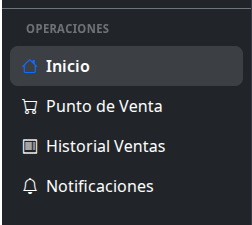 OPERACIONES
Inicio
Punto de Venta
Historial Ventas
Notificaciones